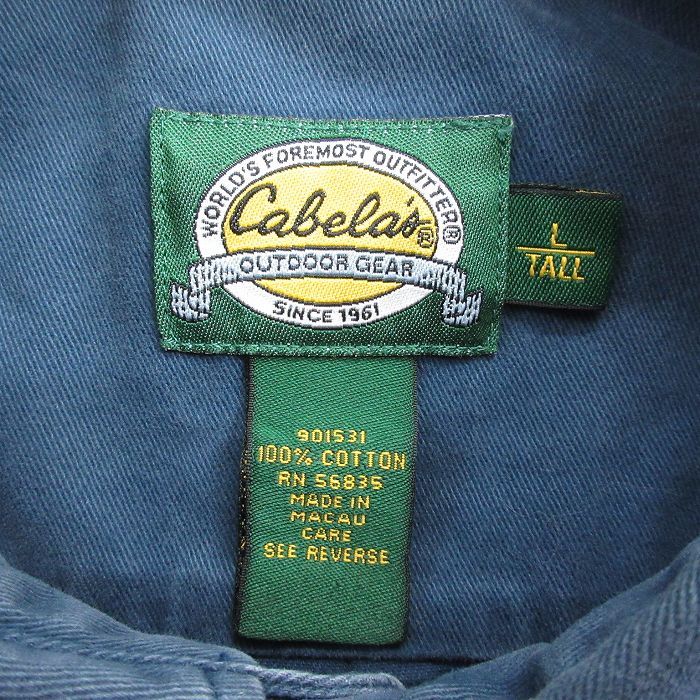 WORLD'S FOREMOST OUTFITTER®
Cabela's®
OUTDOOR GEAR
SINCE 1961
L
TALL
901531
100% COTTON
RN 56835
MADE IN
MACAU
CARE
SEE REVERSE